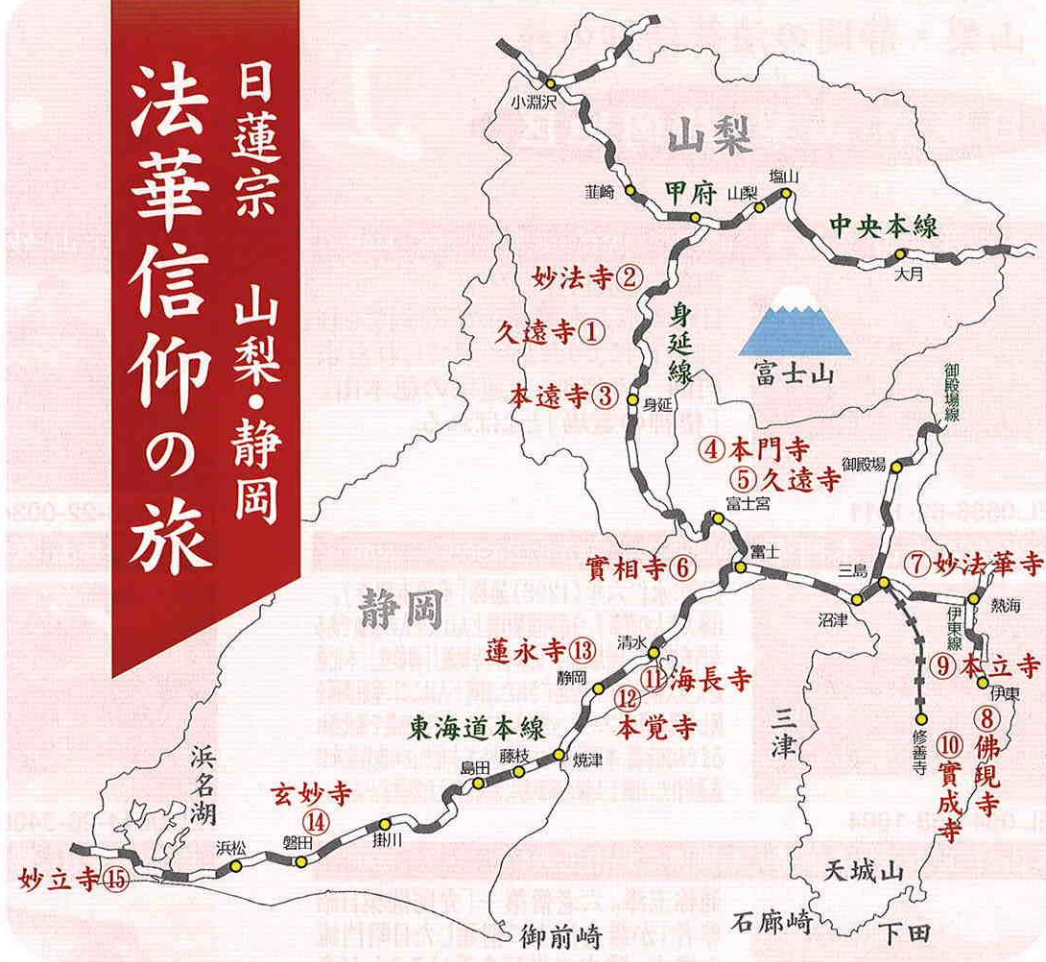 日蓮宗 山梨・静岡
法華信仰の旅
小淵沢
山梨
韮崎
甲府
山梨
塩山
中央本線
大月
妙法寺②
久遠寺①
身延線
富士山
本遠寺③
身延
御殿場線
④本門寺
⑤久遠寺
御殿場
富士宮
富士
實相寺⑥
三島
⑦妙法華寺
沼津
熱海
伊東線
静岡
蓮永寺⑬
清水
静岡
⑪海長寺
⑫本覚寺
⑨本立寺
伊東
⑧佛現寺
修善寺
⑩實成寺
三津
東海道本線
焼津
藤枝
島田
浜名湖
玄妙寺⑭
掛川
磐田
浜松
妙立寺⑮
天城山
石廊崎
下田
御前崎